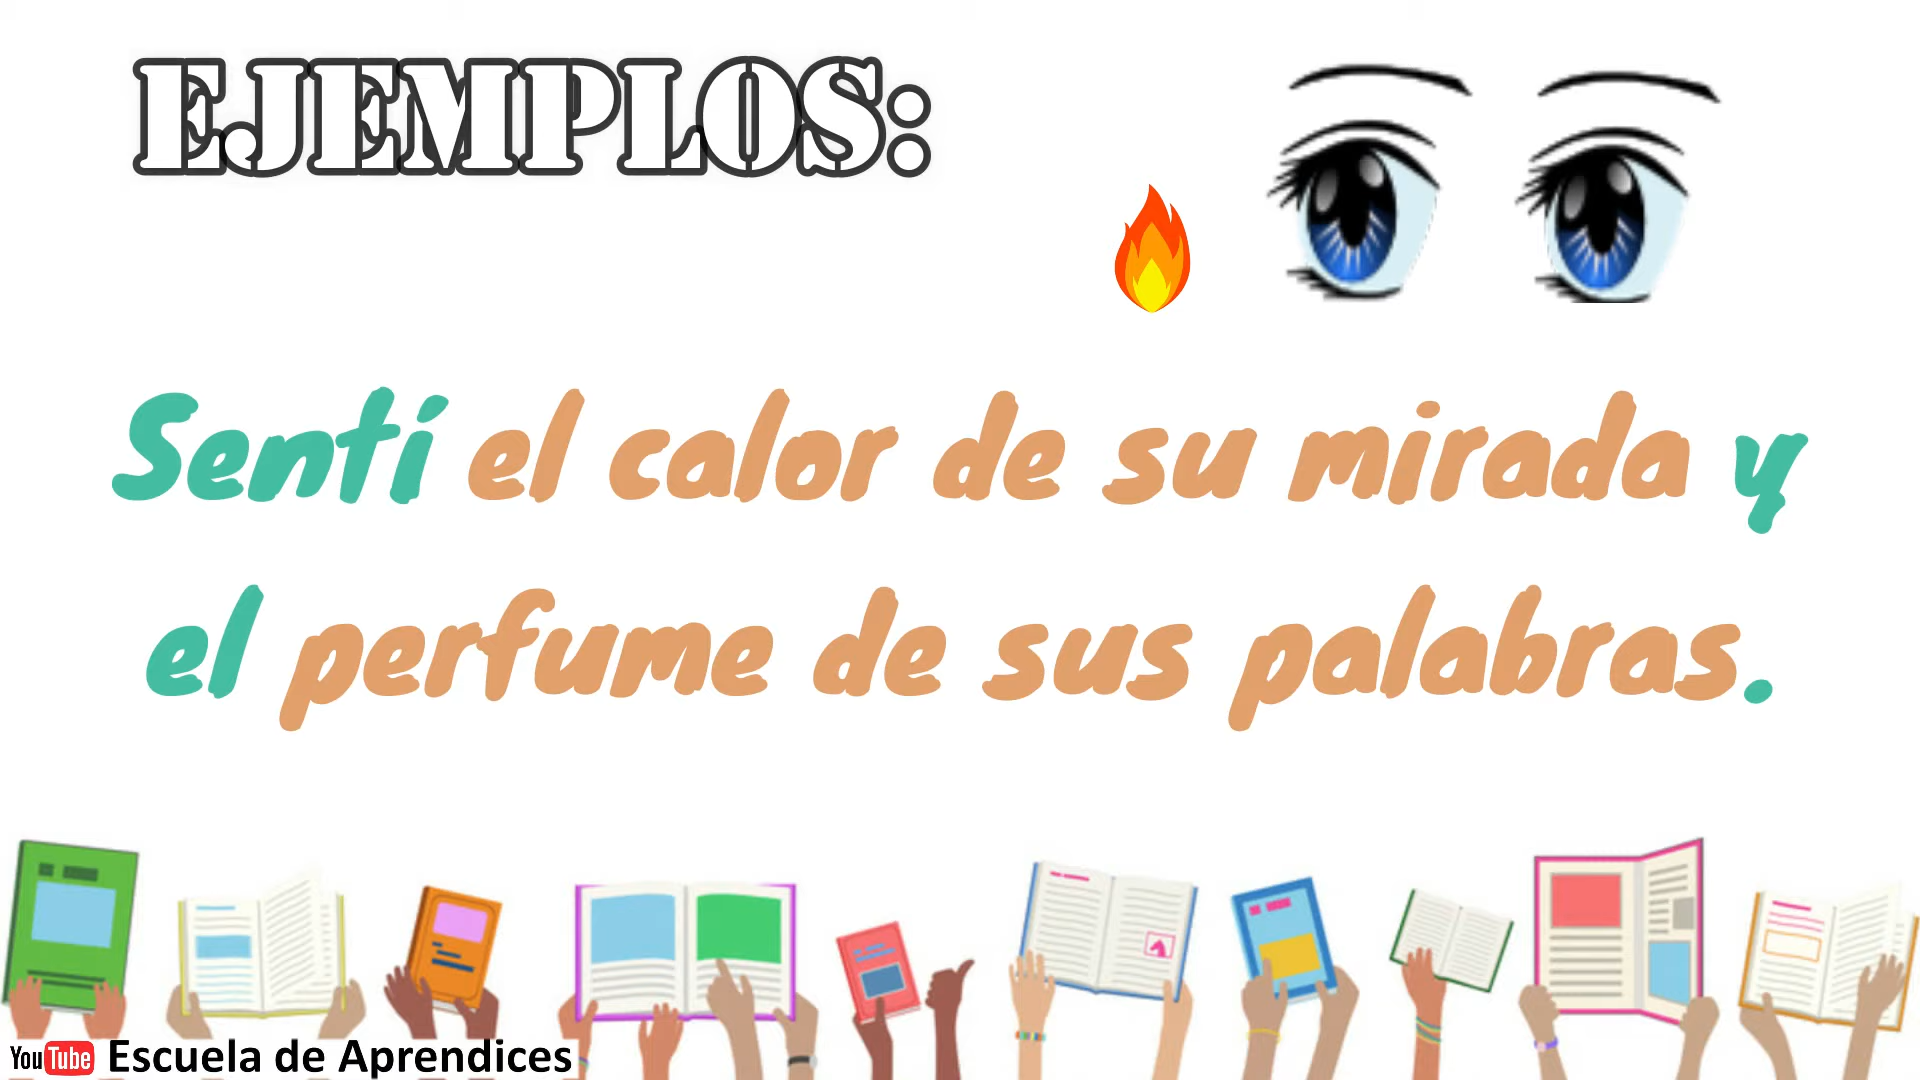 EJEMPLOS:
Sentí el calor de su mirada y
el perfume de sus palabras.
YouTube Escuela de Aprendices